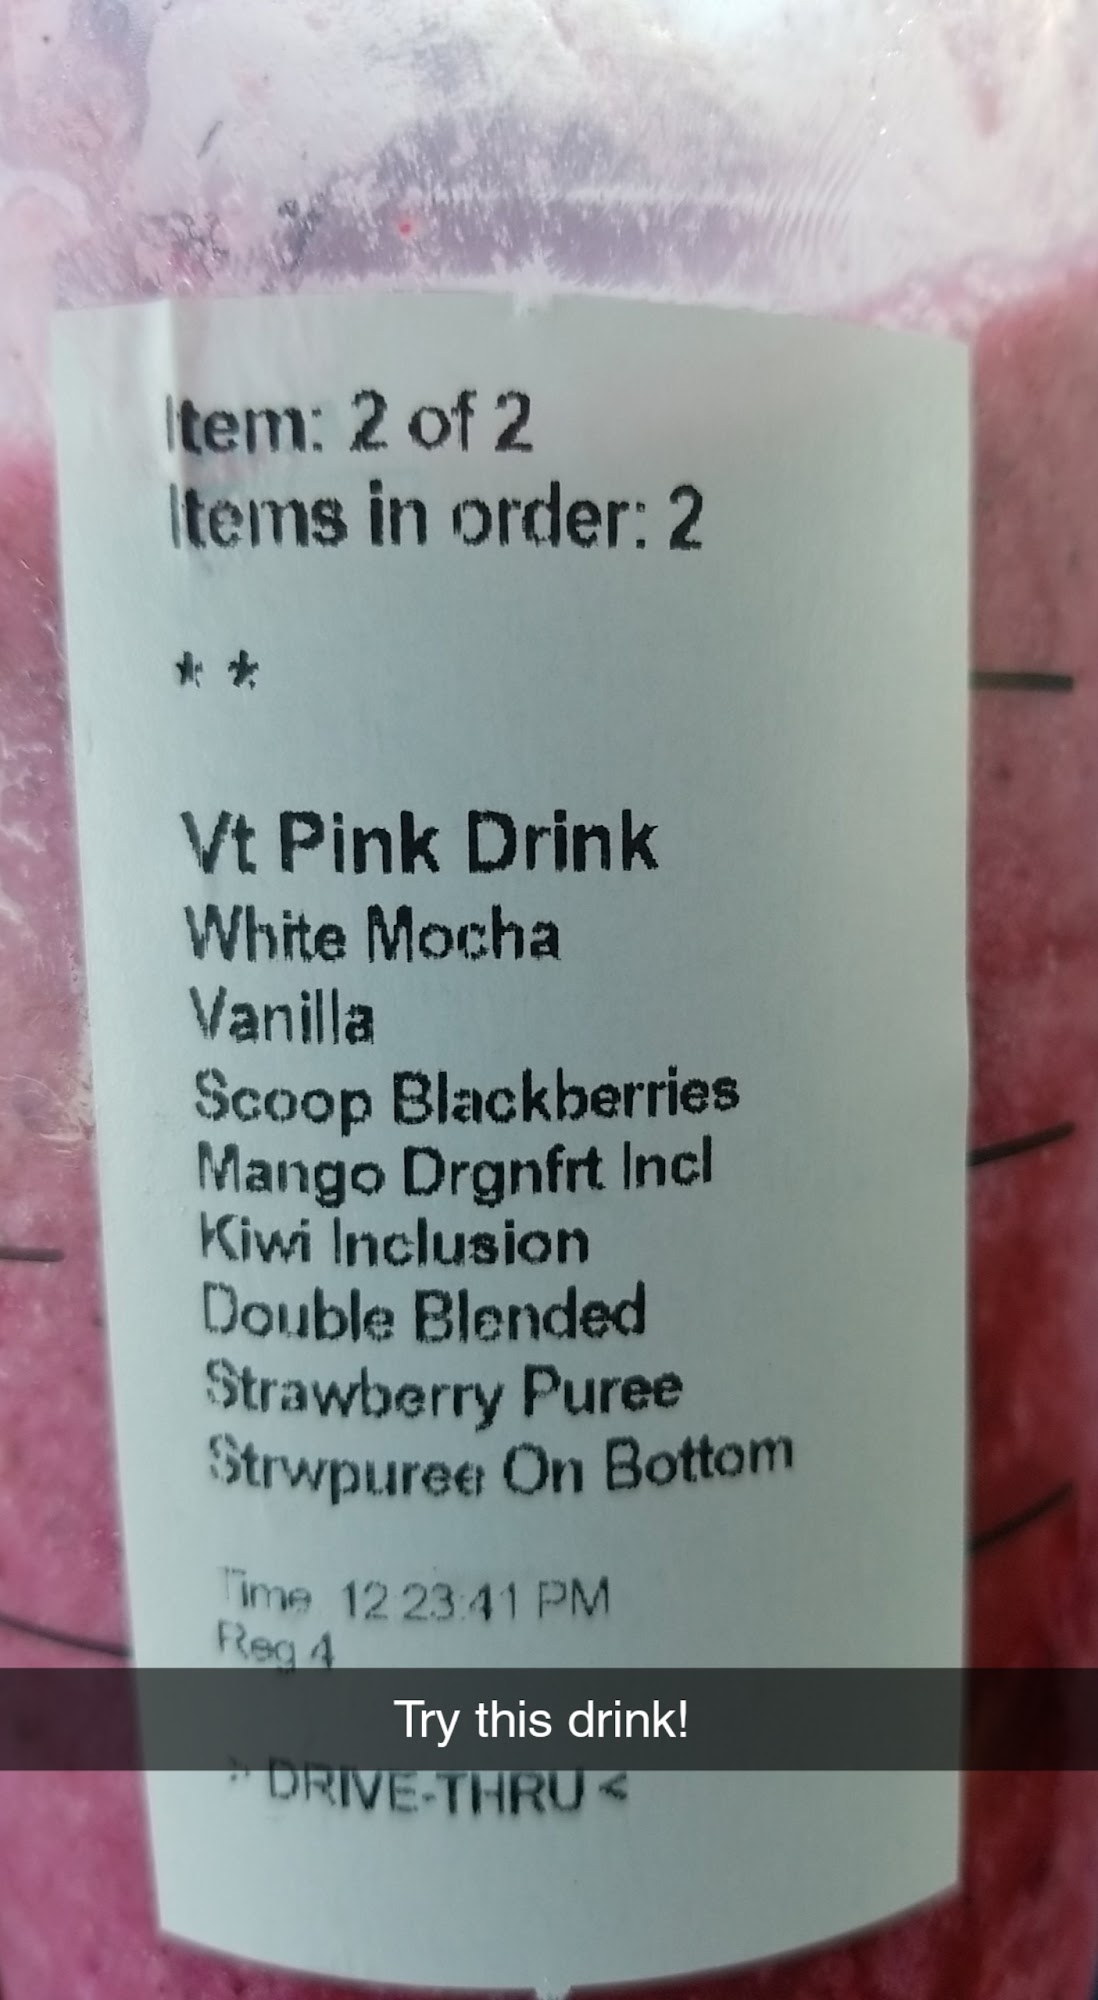 Item: 2 of 2
Items in order: 2
* *
Vt Pink Drink
White Mocha
Vanilla
Scoop Blackberries
Mango Drgnfrt Incl
Kiwi Inclusion
Double Blended
Strawberry Puree
Strwpuree On Bottom
Time 12:23:41 PM
Reg 4
Try this drink!
> DRIVE-THRU <